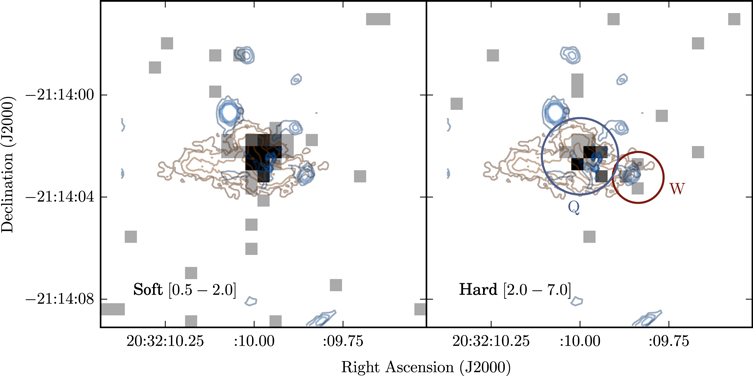 Declination (J2000)
−21:14:00
−21:14:04
−21:14:08
Q
W
Soft [0.5 − 2.0]
Hard [2.0 − 7.0]
20:32:10.25 :10.00 :09.75
20:32:10.25 :10.00 :09.75
Right Ascension (J2000)